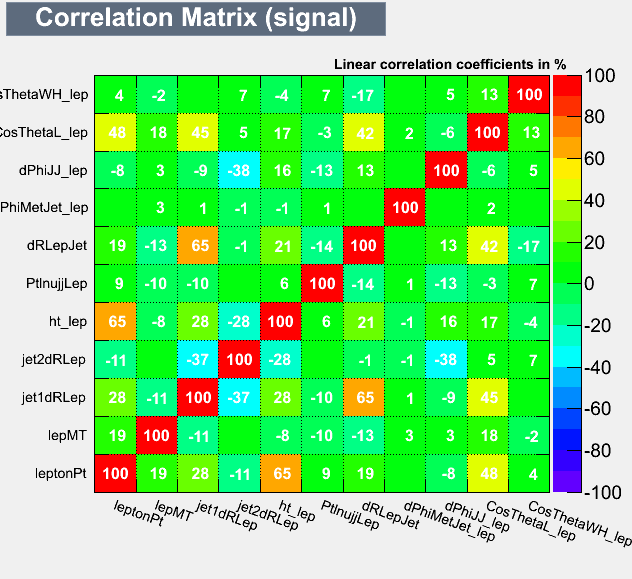 Correlation Matrix (signal)
Linear correlation coefficients in %
osThetaWH_lep 4 -2 7 -4 7 -17 5 13 100
CosThetaL_lep 48 18 45 5 17 -3 42 2 -6 100 13
dPhiJJ_lep -8 3 -9 -38 16 -13 13 100 -6 5
PhiMetJet_lep 3 1 -1 -1 1 100 2
dRLepJet 19 -13 65 -1 21 -14 100 13 42 -17
PtlnujjLep 9 -10 -10 6 100 -14 1 -13 -3 7
ht_lep 65 -8 28 -28 100 6 21 -1 16 17 -4
jet2dRLep -11 -37 100 -28 -1 -1 -38 5 7
jet1dRLep 28 -11 100 -37 28 -10 65 1 -9 45
lepMT 19 100 -11 -8 -10 -13 3 3 18 -2
leptonPt 100 19 28 -11 65 9 19 -8 48 4
leptonPt lepMT jet1dRLep jet2dRLep ht_lep PtlnujjLep dRLepJet dPhiMetJet_lep dPhiJJ_lep CosThetaL_lep CosThetaWH_lep
100
80
60
40
20
0
-20
-40
-60
-80
-100